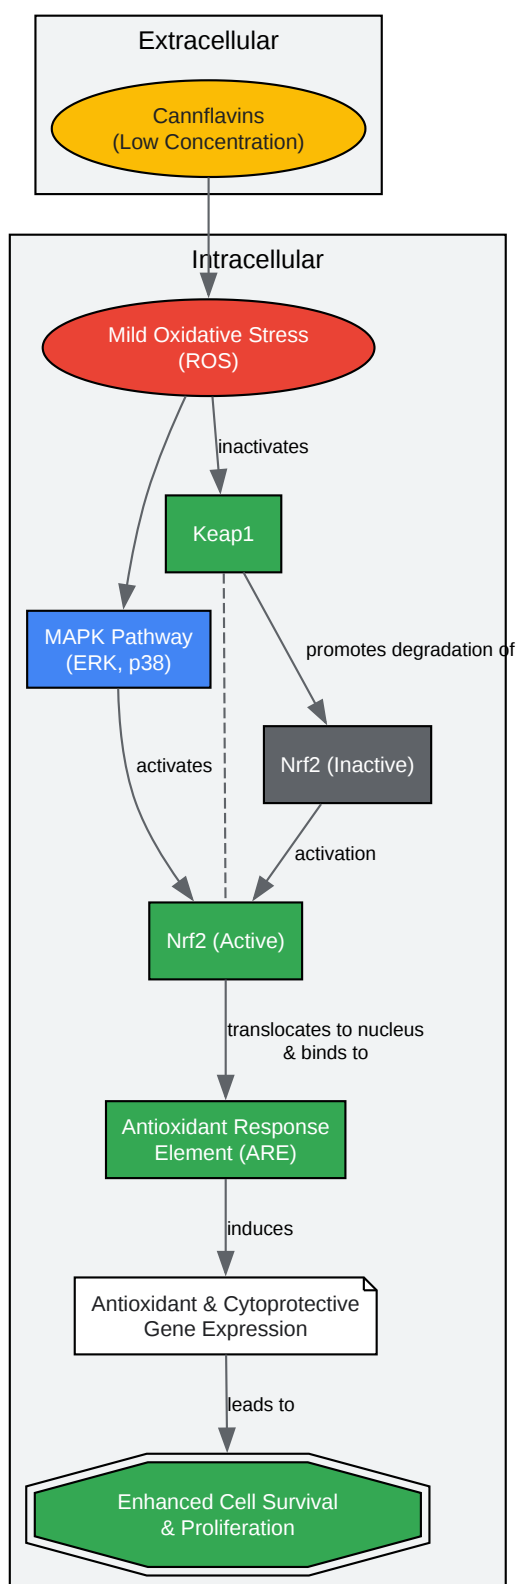 Extracellular
Cannflavins
(Low Concentration)
Intracellular
Mild Oxidative Stress
(ROS)
inactivates
Keap1
MAPK Pathway
(ERK, p38)
promotes degradation of
Nrf2 (Inactive)
activates
activation
Nrf2 (Active)
translocates to nucleus
& binds to
Antioxidant Response
Element (ARE)
induces
Antioxidant & Cytoprotective
Gene Expression
leads to
Enhanced Cell Survival
& Proliferation